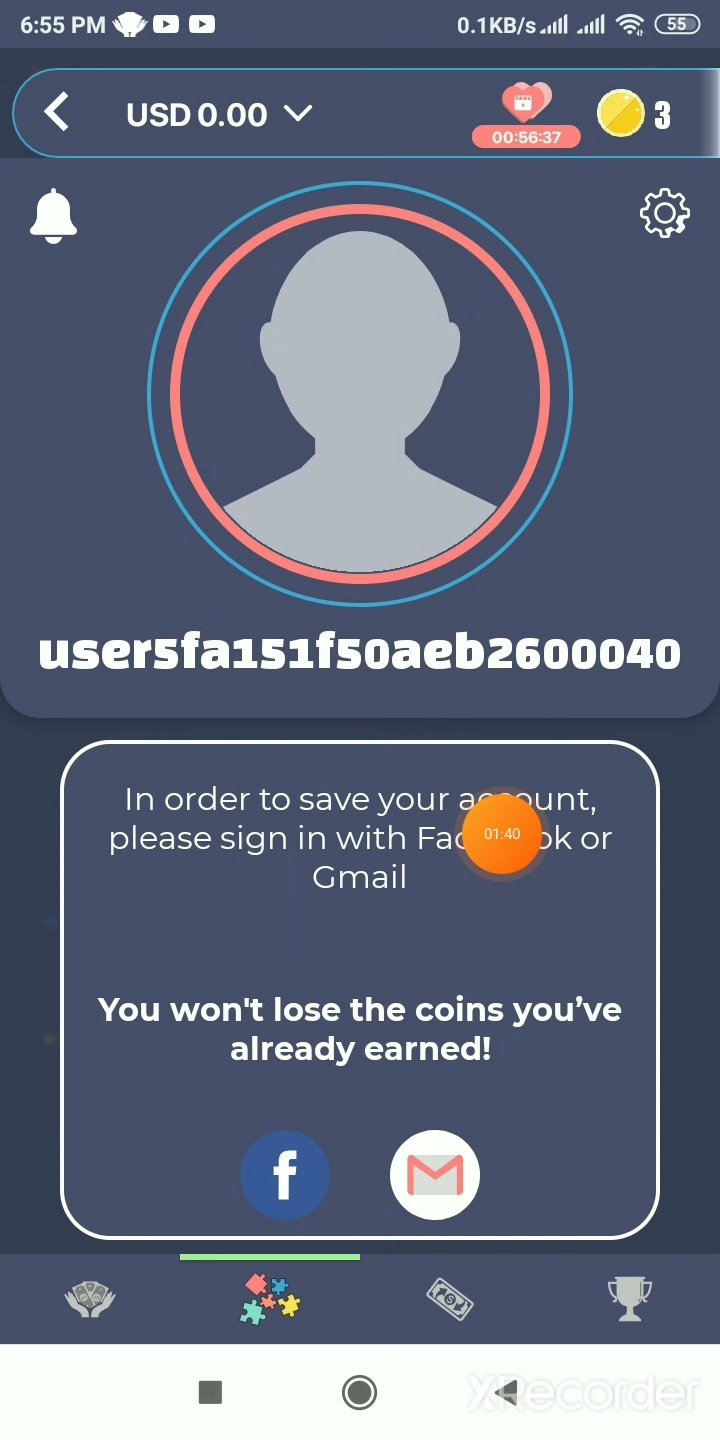 6:55 PM
0.1KB/s
55
USD 0.00
00:56:37
3
user5fa151f50aeb2600040
In order to save your account,
please sign in with Facebook or
Gmail
01:40
You won't lose the coins you’ve
already earned!
f
XRecorder